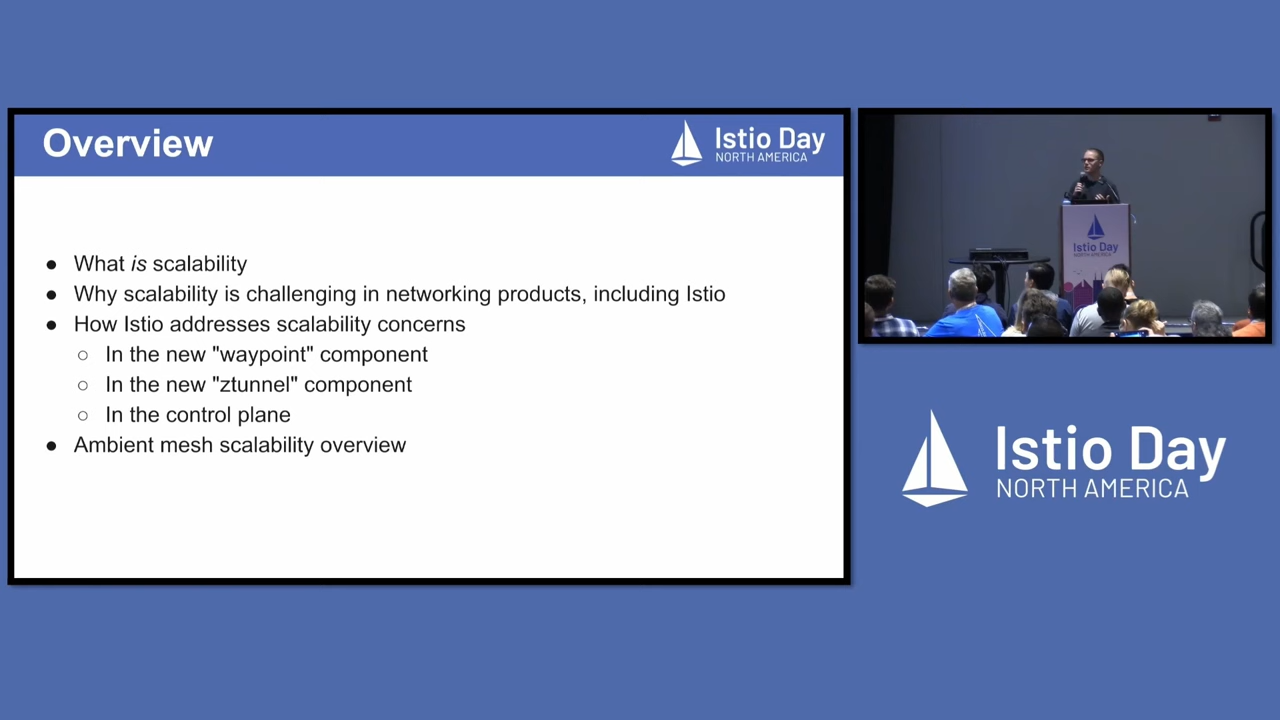 Overview
Istio Day
NORTH AMERICA
● What is scalability
● Why scalability is challenging in networking products, including Istio
● How Istio addresses scalability concerns
○ In the new "waypoint" component
○ In the new "ztunnel" component
○ In the control plane
● Ambient mesh scalability overview
Istio Day
NORTH AMERICA
Istio Day
NORTH AMERICA